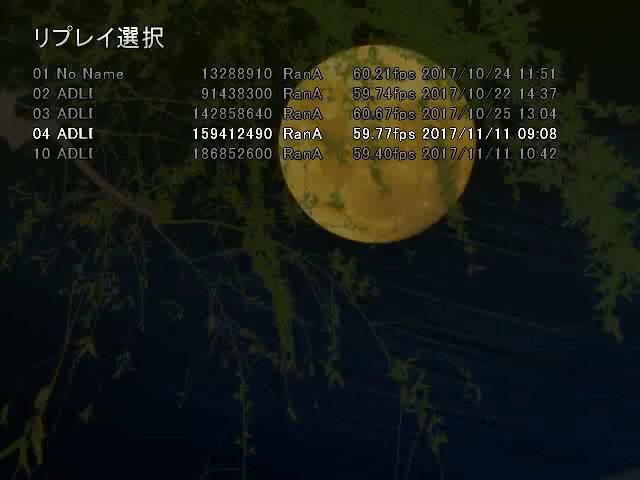 リプレイ選択
01 No Name 13288910 RanA 60.21fps 2017/10/24 11:51
02 ADLI 91438300 RanA 59.74fps 2017/10/22 14:37
03 ADLI 142858640 RanA 60.67fps 2017/10/25 13:04
04 ADLI 159412490 RanA 59.77fps 2017/11/11 09:08
10 ADLI 186852600 RanA 59.40fps 2017/11/11 10:42